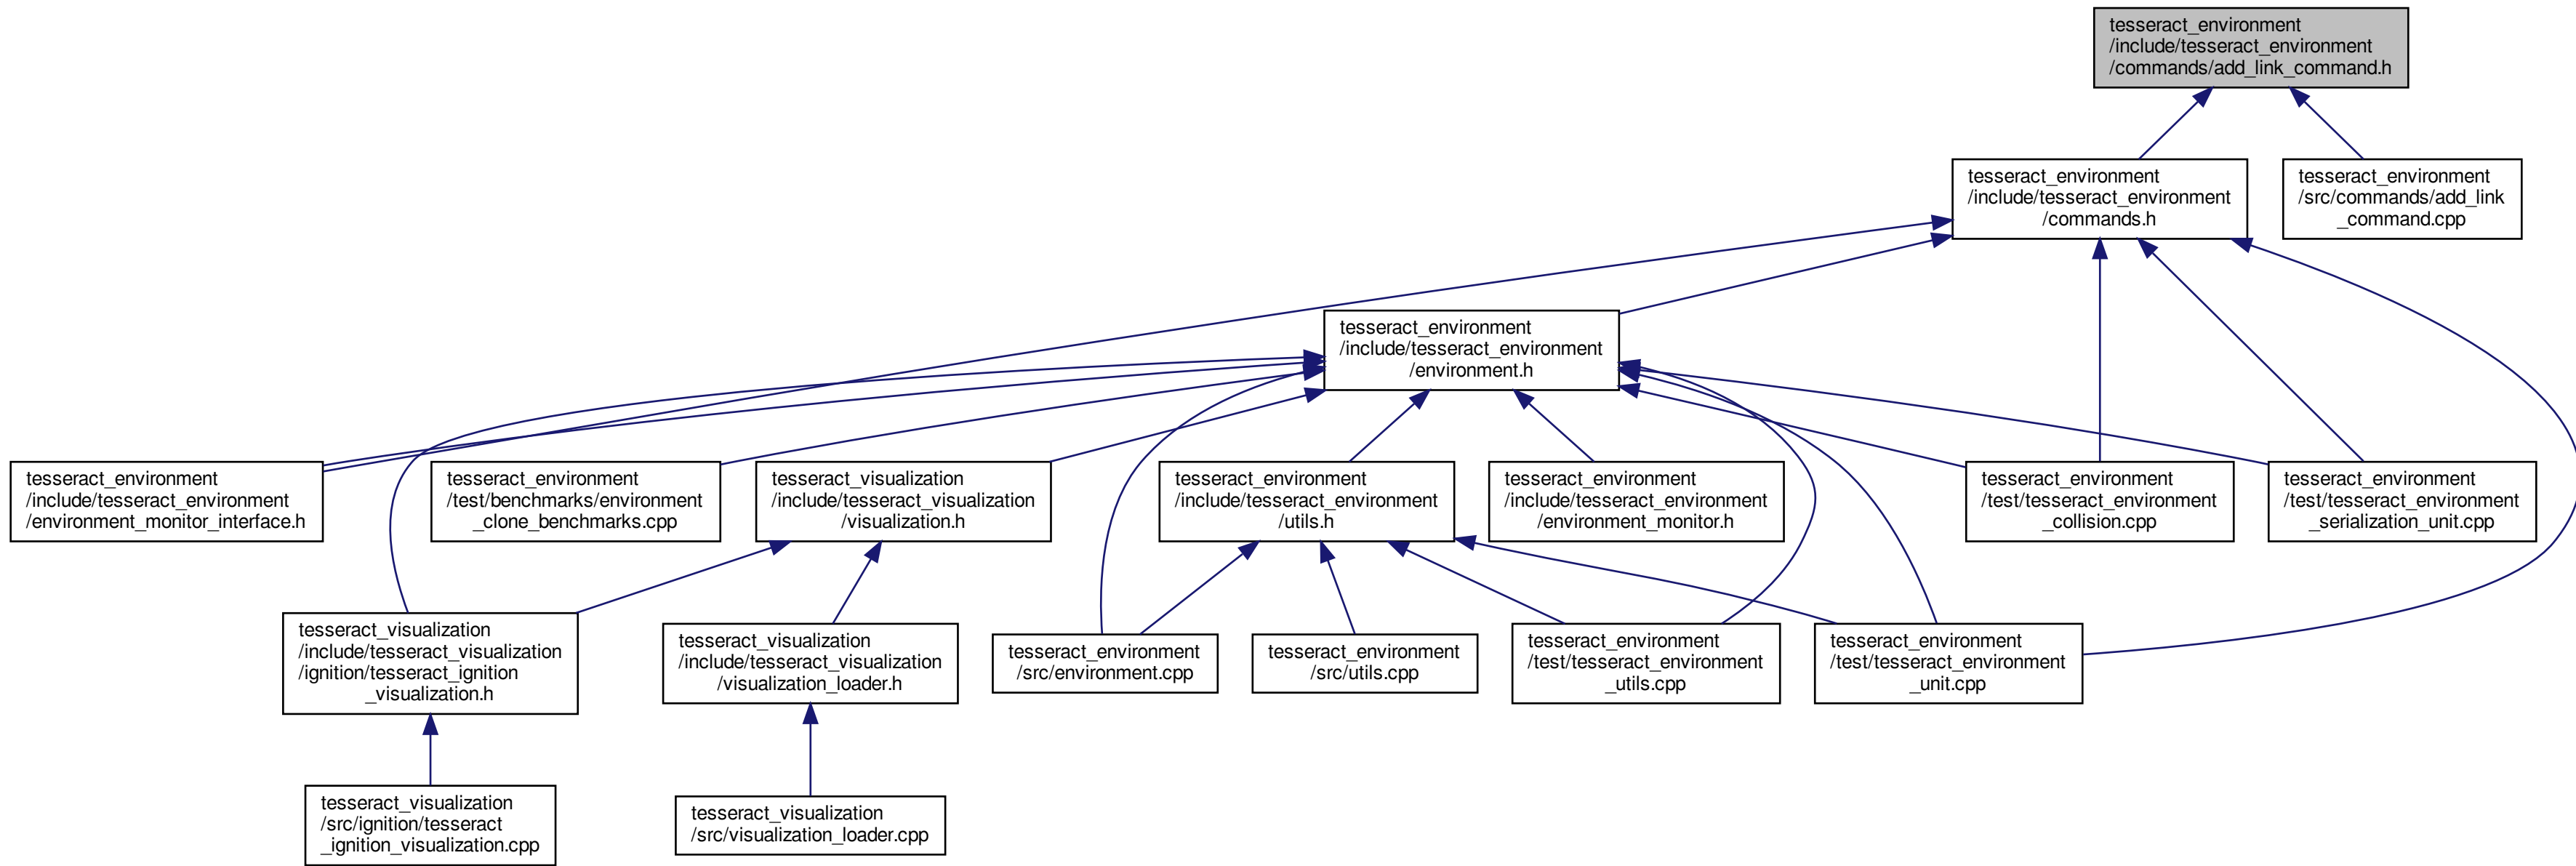 tesseract_environment
/include/tesseract_environment
/commands/add_link_command.h
tesseract_environment
/include/tesseract_environment
/commands.h
tesseract_environment
/src/commands/add_link
_command.cpp
tesseract_environment
/include/tesseract_environment
/environment.h
tesseract_environment
/include/tesseract_environment
/environment_monitor_interface.h
tesseract_environment
/test/benchmarks/environment
_clone_benchmarks.cpp
tesseract_visualization
/include/tesseract_visualization
/visualization.h
tesseract_environment
/include/tesseract_environment
/utils.h
tesseract_environment
/include/tesseract_environment
/environment_monitor.h
tesseract_environment
/test/tesseract_environment
_collision.cpp
tesseract_environment
/test/tesseract_environment
_serialization_unit.cpp
tesseract_visualization
/include/tesseract_visualization
/ignition/tesseract_ignition
_visualization.h
tesseract_visualization
/include/tesseract_visualization
/visualization_loader.h
tesseract_environment
/src/environment.cpp
tesseract_environment
/src/utils.cpp
tesseract_environment
/test/tesseract_environment
_utils.cpp
tesseract_environment
/test/tesseract_environment
_unit.cpp
tesseract_visualization
/src/ignition/tesseract
_ignition_visualization.cpp
tesseract_visualization
/src/visualization_loader.cpp